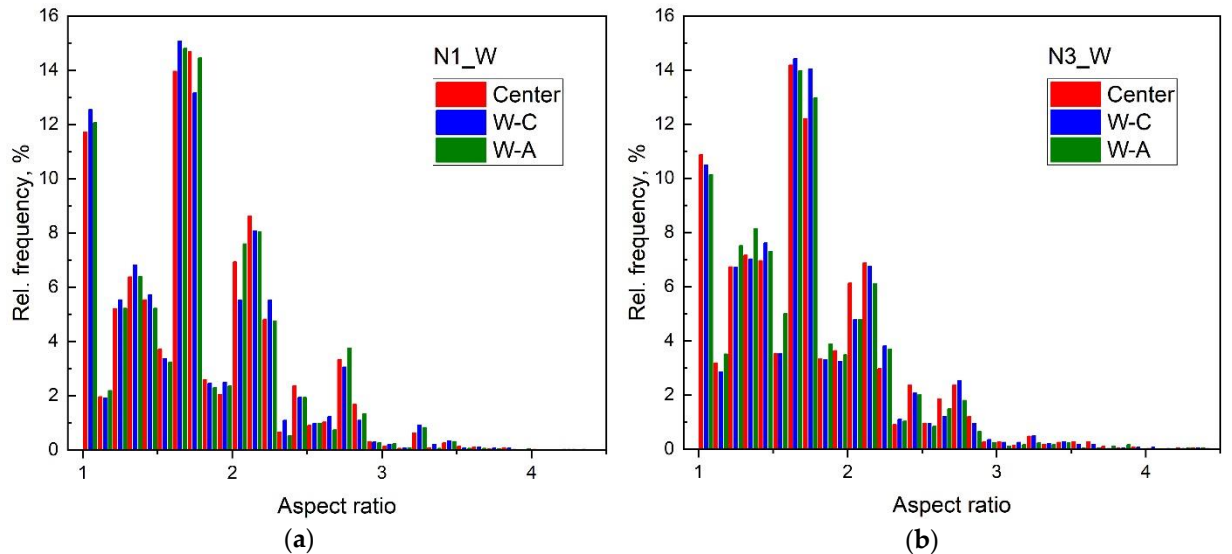 16
14
12
10
8
6
4
2
0
Rel. frequency, %
N1_W
Center
W-C
W-A
1
2
3
4
Aspect ratio
(a)
16
14
12
10
8
6
4
2
0
Rel. frequency, %
N3_W
Center
W-C
W-A
1
2
3
4
Aspect ratio
(b)